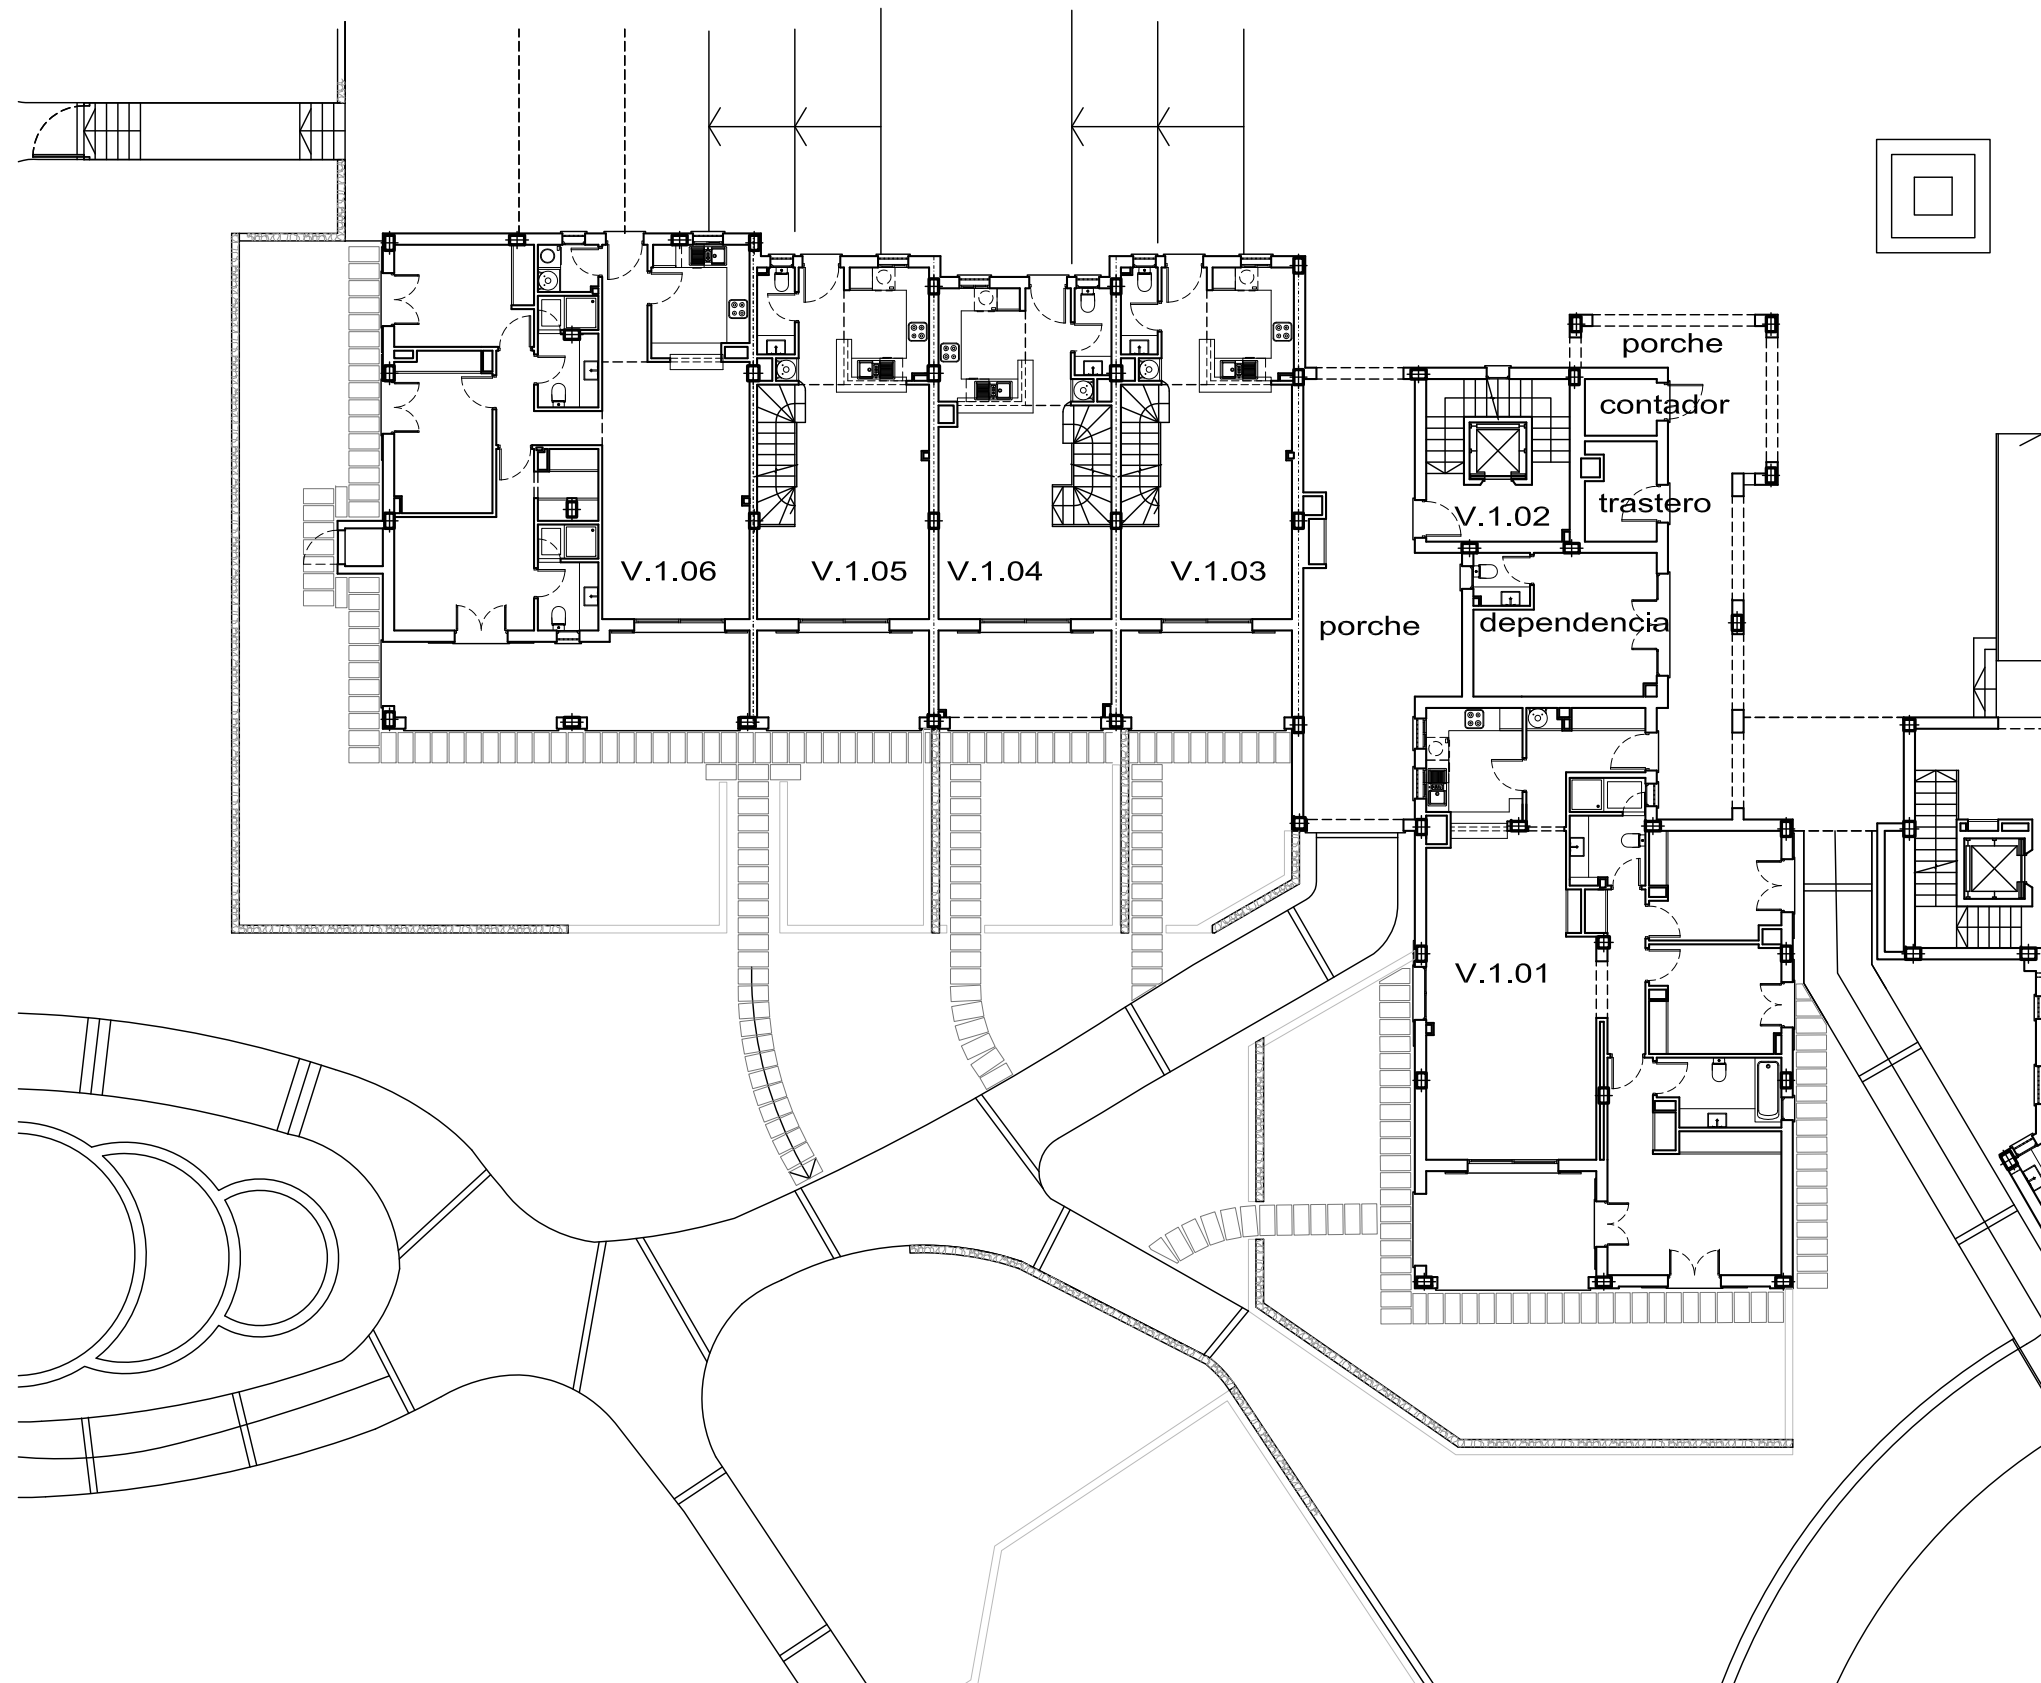 porche
contador
trastero
V.1.02
V.1.06
V.1.05
V.1.04
V.1.03
porche
dependencia
V.1.01